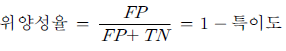 위양성율 = FP / (FP + TN) = 1 − 특이도